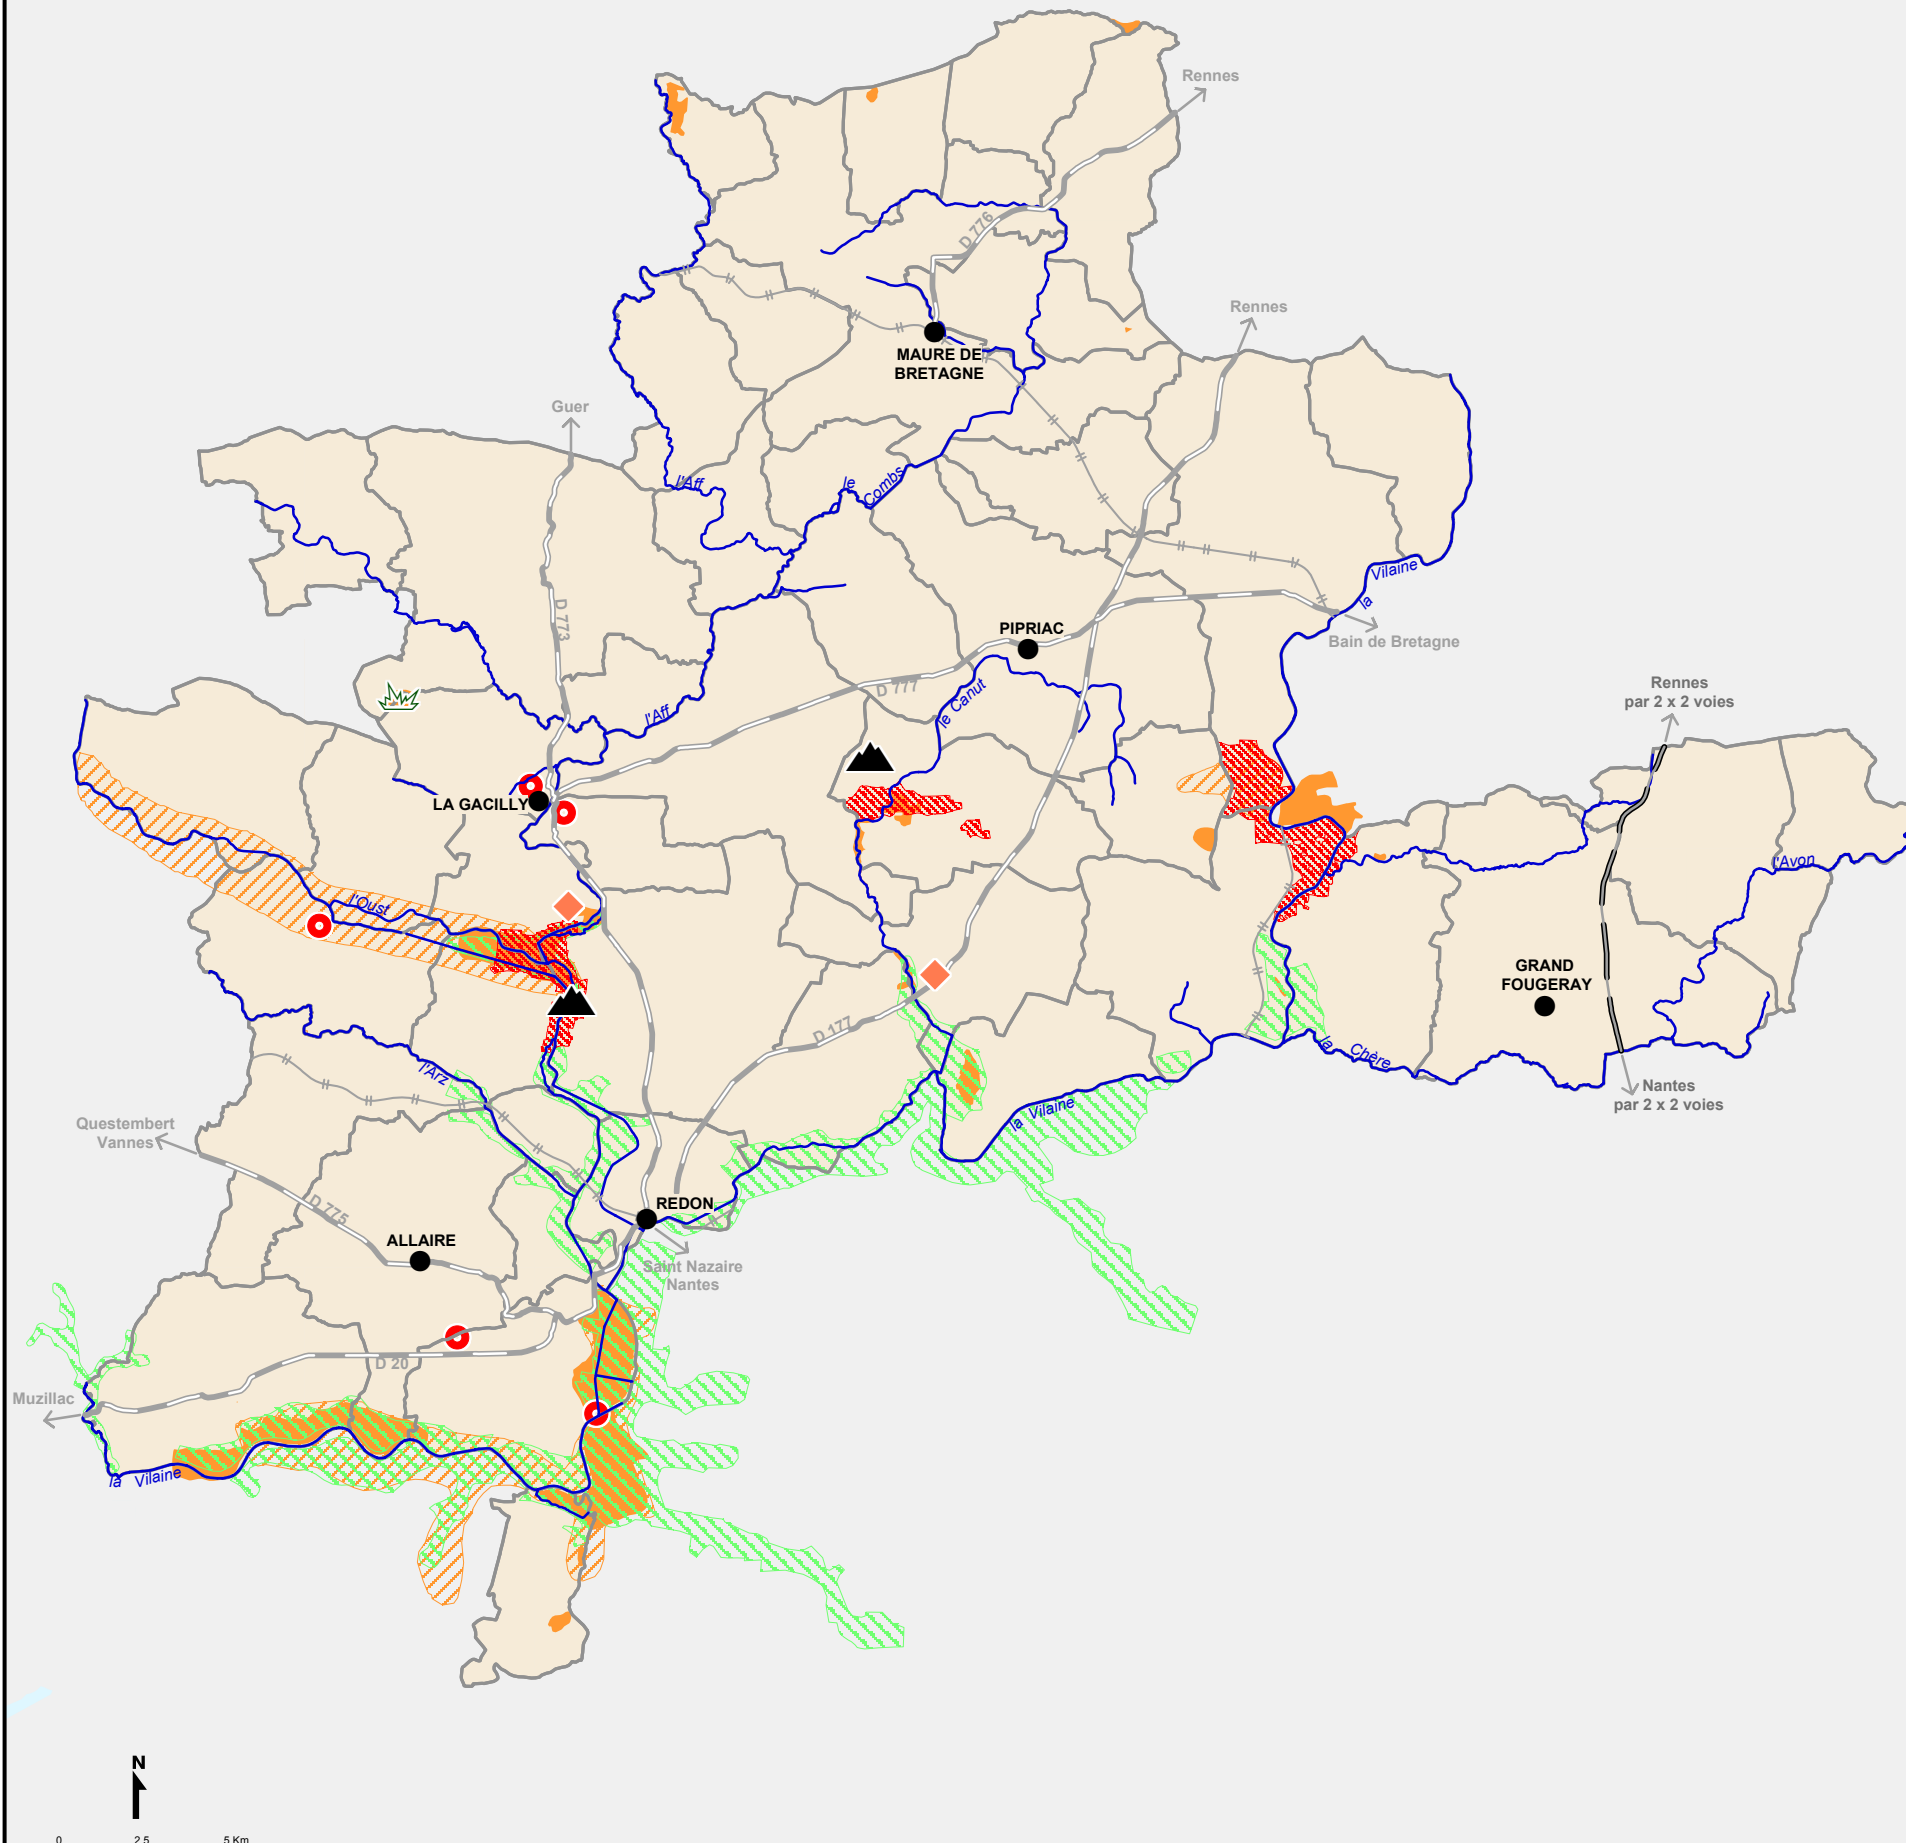 Rennes
D 776
Rennes
MAURE DE
BRETAGNE
Guer
l'Aff
le
Combs
la
Vilaine
D 773
PIPRIAC
Bain de Bretagne
D 777
le Canut
l'Aff
Rennes
par 2 x 2 voies
LA GACILLY
l'Avon
l'Oust
GRAND
FOUGERAY
D 177
la
Chère
l'Arz
Nantes
par 2 x 2 voies
la
Vilaine
Questembert
Vannes
D 775
REDON
ALLAIRE
Saint Nazaire
Nantes
D 20
Muzillac
la
Vilaine
N
0
2.5
5 Km